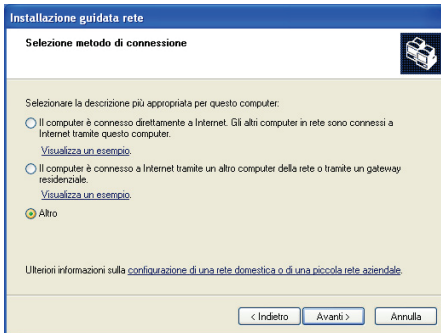 Installazione guidata rete
Selezione metodo di connessione
Selezionare la descrizione più appropriata per questo computer:
Il computer è connesso direttamente a Internet. Gli altri computer in rete sono connessi a
Internet tramite questo computer.
Visualizza un esempio.
Il computer è connesso a Internet tramite un altro computer della rete o tramite un gateway
residenziale.
Visualizza un esempio.
Altro
Ulteriori informazioni sulla configurazione di una rete domestica o di una piccola rete aziendale.
< Indietro Avanti > Annulla